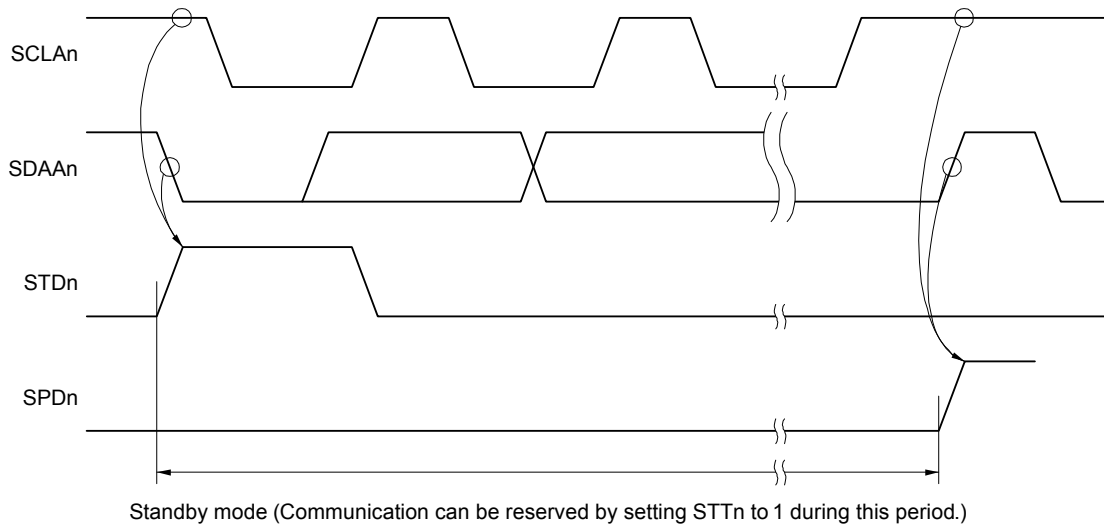 SCLAn
SDAAn
STDn
SPDn
Standby mode (Communication can be reserved by setting STTn to 1 during this period.)